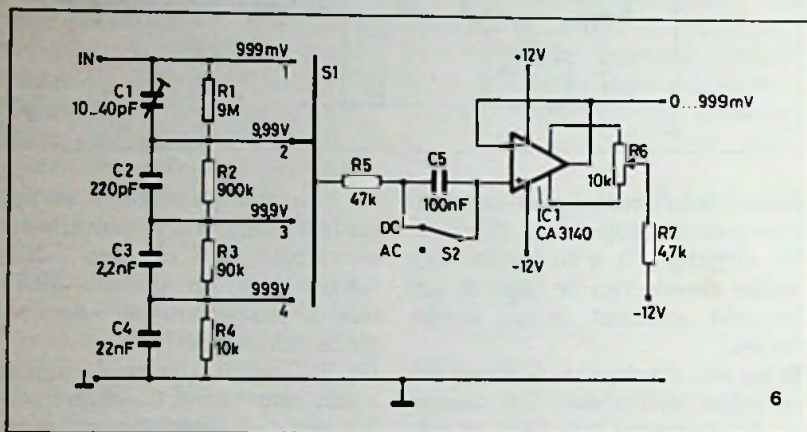 IN
999mV
1
S1
+12V
C1
10...40pF
R1
9M
0...999mV
9,99V
2
C2
220pF
R2
900k
R5
47k
C5
100nF
R6
10k
IC1
CA3140
99,9V
3
DC
AC
S2
R7
4,7k
C3
2,2nF
R3
90k
-12V
-12V
999V
4
C4
22nF
R4
10k
6